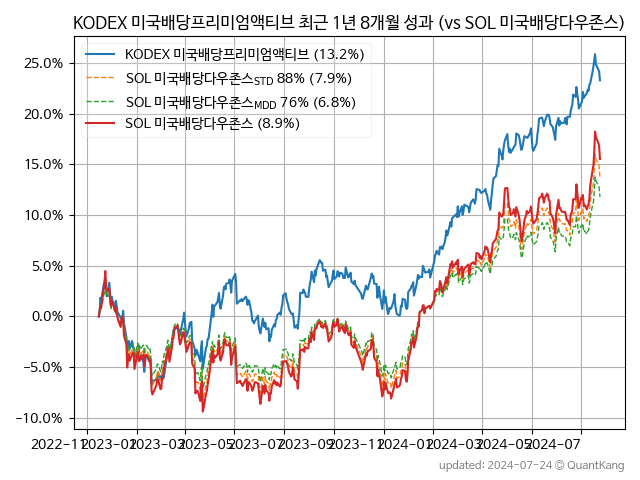 KODEX 미국배당프리미엄액티브 최근 1년 8개월 성과 (vs SOL 미국배당다우존스)
KODEX 미국배당프리미엄액티브 (13.2%)
SOL 미국배당다우존스STD 88% (7.9%)
SOL 미국배당다우존스MDD 76% (6.8%)
SOL 미국배당다우존스 (8.9%)
25.0%
20.0%
15.0%
10.0%
5.0%
0.0%
−5.0%
−10.0%
2022-11 2023-01 2023-03 2023-05 2023-07 2023-09 2023-11 2024-01 2024-03 2024-05 2024-07
updated: 2024-07-24 © QuantKang